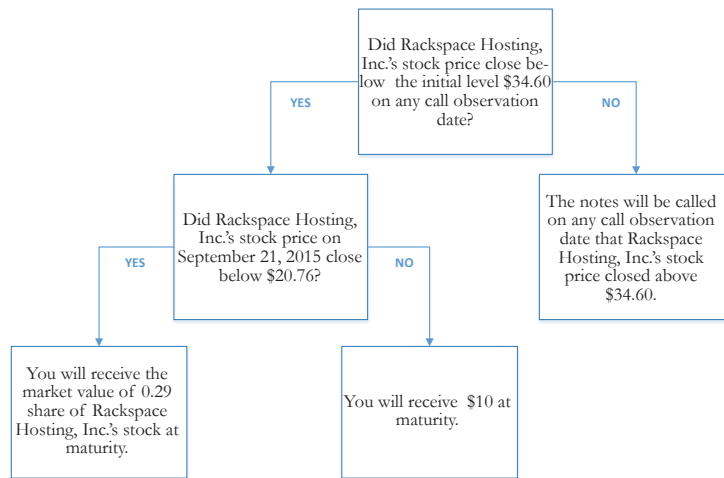 Did Rackspace Hosting,
Inc.'s stock price close be-
low the initial level $34.60
on any call observation
date?
YES
NO
Did Rackspace Hosting,
Inc.'s stock price on
September 21, 2015 close
below $20.76?
The notes will be called
on any call observation
date that Rackspace
Hosting, Inc.'s stock
price closed above
$34.60.
YES
NO
You will receive the
market value of 0.29
share of Rackspace
Hosting, Inc.'s stock at
maturity.
You will receive $10 at
maturity.